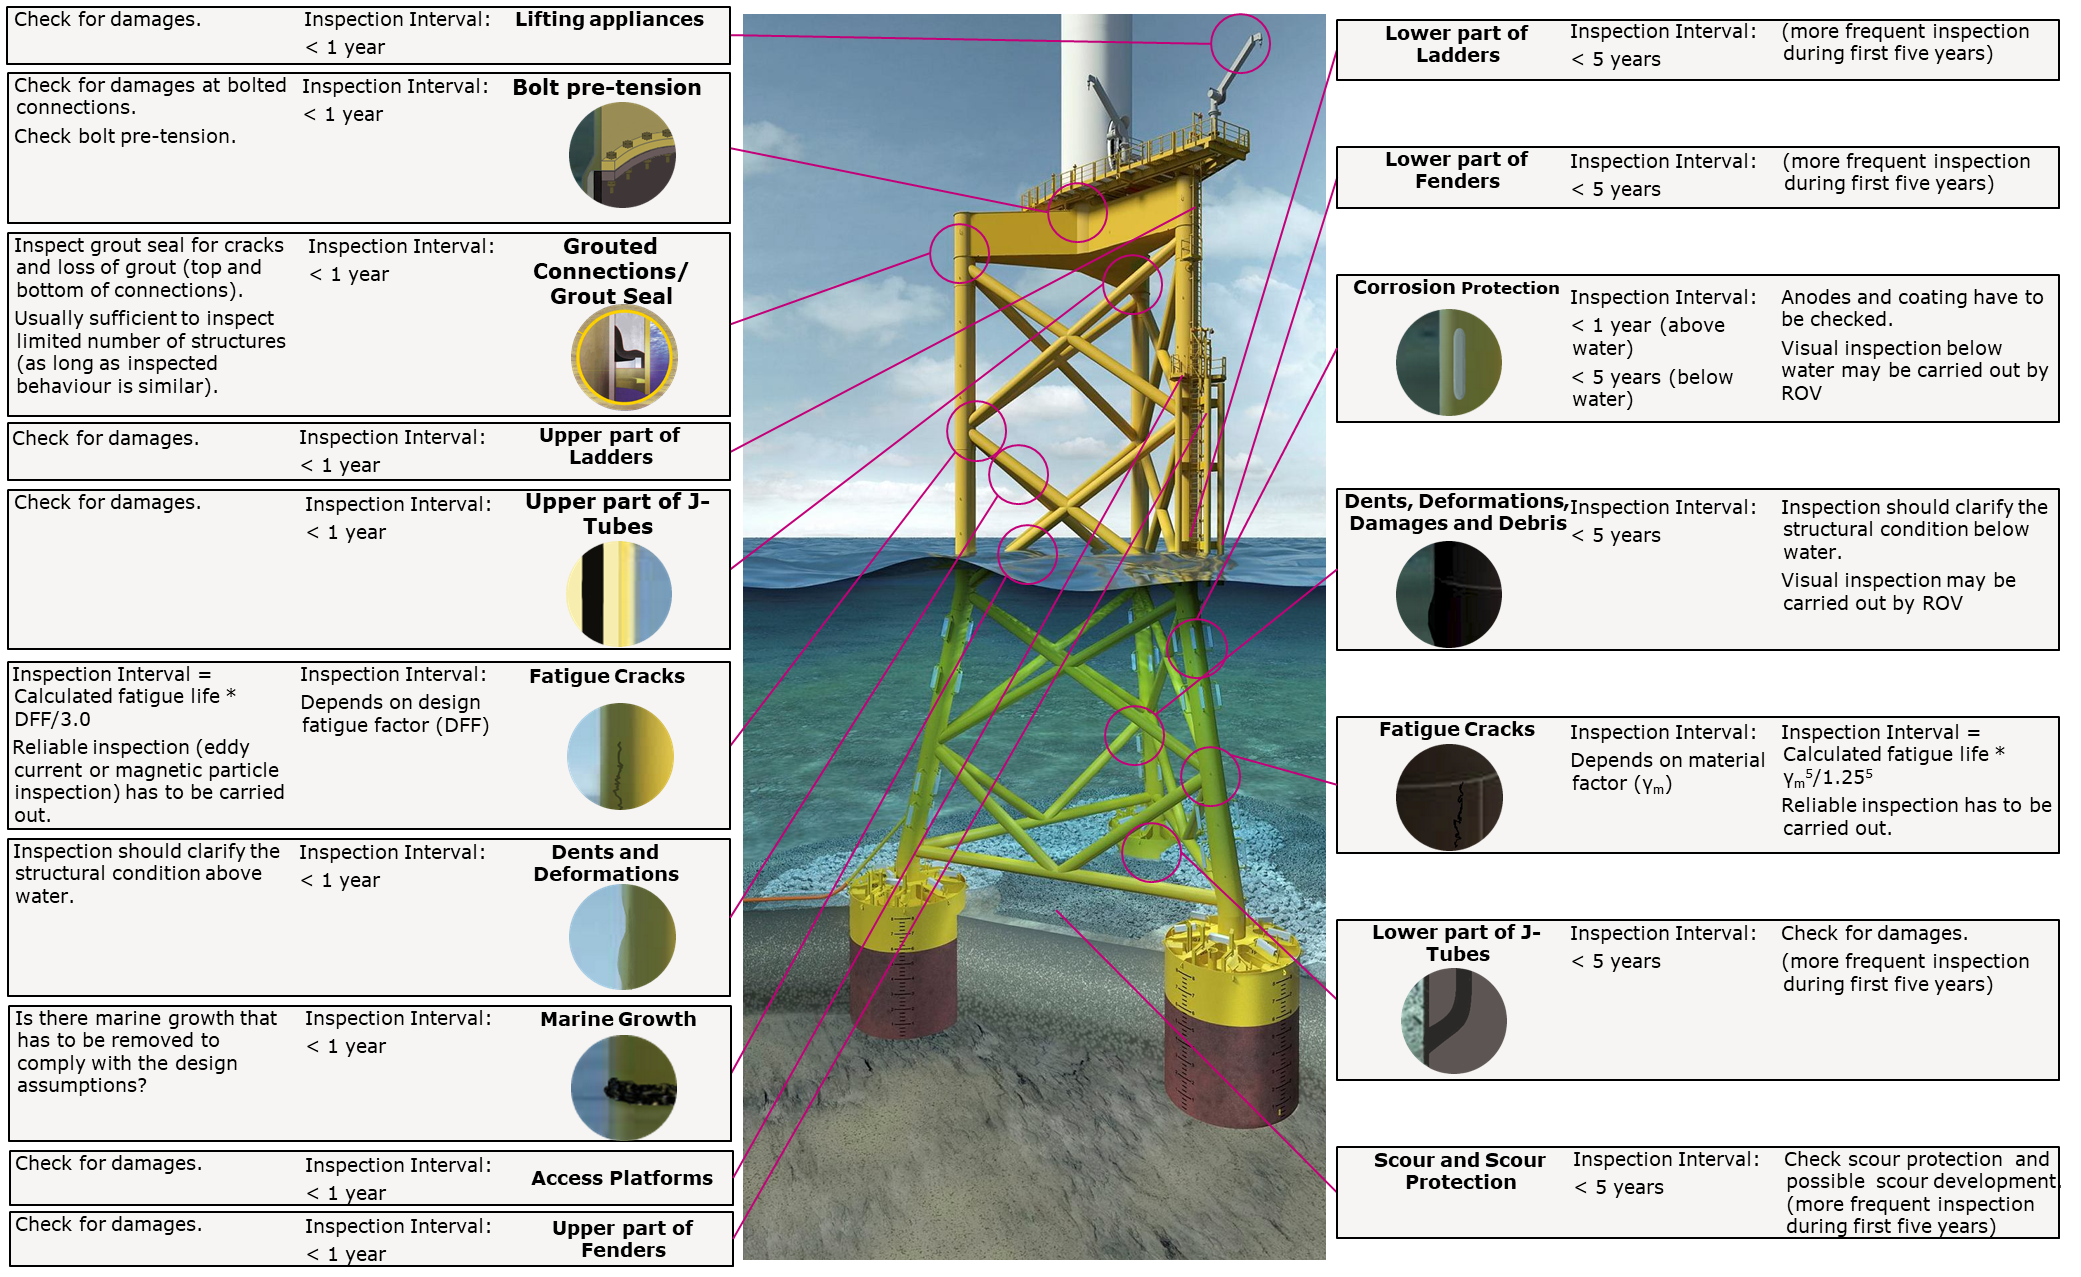 Check for damages.
Inspection Interval:
< 1 year
Lifting appliances
Check for damages at bolted
connections.
Check bolt pre-tension.
Inspection Interval:
< 1 year
Bolt pre-tension
Inspect grout seal for cracks
and loss of grout (top and
bottom of connections).
Usually sufficient to inspect
limited number of structures
(as long as inspected
behaviour is similar).
Inspection Interval:
< 1 year
Grouted
Connections/
Grout Seal
Check for damages.
Inspection Interval:
< 1 year
Upper part of
Ladders
Check for damages.
Inspection Interval:
< 1 year
Upper part of J-
Tubes
Inspection Interval =
Calculated fatigue life *
DFF/3.0
Reliable inspection (eddy
current or magnetic particle
inspection) has to be carried
out.
Inspection Interval:
Depends on design
fatigue factor (DFF)
Fatigue Cracks
Inspection should clarify the
structural condition above
water.
Inspection Interval:
< 1 year
Dents and
Deformations
Is there marine growth that
has to be removed to
comply with the design
assumptions?
Inspection Interval:
< 1 year
Marine Growth
Check for damages.
Inspection Interval:
< 1 year
Access Platforms
Check for damages.
Inspection Interval:
< 1 year
Upper part of
Fenders
Lower part of
Ladders
Inspection Interval:
< 5 years
(more frequent inspection
during first five years)
Lower part of
Fenders
Inspection Interval:
< 5 years
(more frequent inspection
during first five years)
Corrosion Protection
Inspection Interval:
< 1 year (above
water)
< 5 years (below
water)
Anodes and coating have to
be checked.
Visual inspection below
water may be carried out by
ROV
Dents, Deformations,
Damages and Debris
Inspection Interval:
< 5 years
Inspection should clarify the
structural condition below
water.
Visual inspection may be
carried out by ROV
Fatigue Cracks
Inspection Interval:
Depends on material
factor (γm)
Inspection Interval =
Calculated fatigue life *
γm⁵/1.25⁵
Reliable inspection has to be
carried out.
Lower part of J-
Tubes
Inspection Interval:
< 5 years
Check for damages.
(more frequent inspection
during first five years)
Scour and Scour
Protection
Inspection Interval:
< 5 years
Check scour protection and
possible scour development.
(more frequent inspection
during first five years)